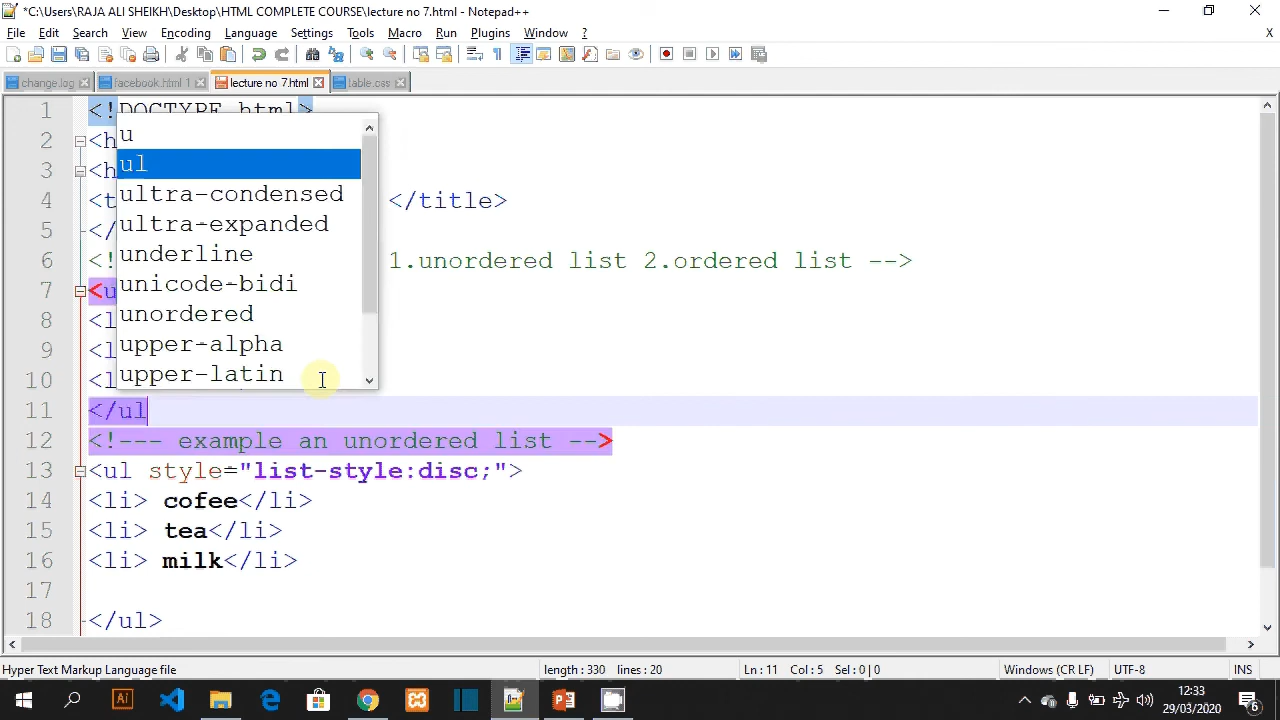 *C:\Users\RAJA ALI SHEIKH\Desktop\HTML COMPLETE COURSE\lecture no 7.html - Notepad++
File Edit Search View Encoding Language Settings Tools Macro Run Plugins Window ? X
change.log facebook.html 1 lecture no 7.html table.css
1 <!DOCTYPE html>
2 <h
3 <h
4 <t </title>
5 </
6 <! 1.unordered list 2.ordered list -->
7 <u
8 <l
9 <l
10 <l
u
ul
ultra-condensed
ultra-expanded
underline
unicode-bidi
unordered
upper-alpha
upper-latin
11 </ul
12 <!--- example an unordered list -->
13 <ul style="list-style:disc;">
14 <li> cofee</li>
15 <li> tea</li>
16 <li> milk</li>
17
18 </ul>
Hyper Text Markup Language file length : 330 lines : 20 Ln : 11 Col : 5 Sel : 0 | 0 Windows (CR LF) UTF-8 INS
Ai 12:33
29/03/2020 6